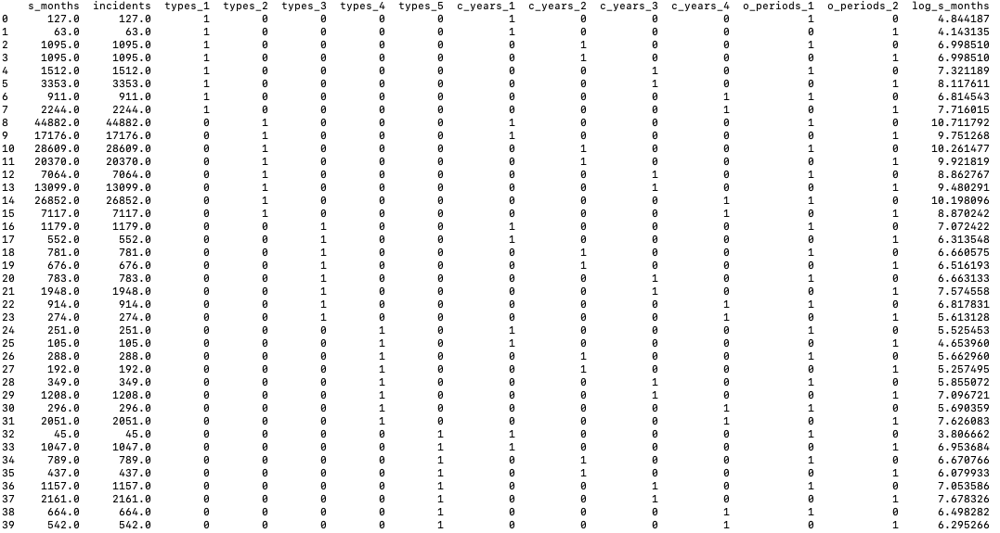 s_months incidents types_1 types_2 types_3 types_4 types_5 c_years_1 c_years_2 c_years_3 c_years_4 o_periods_1 o_periods_2 log_s_months
0 127.0 127.0 1 0 0 0 0 1 0 0 0 1 0 4.844187
1 63.0 63.0 1 0 0 0 0 1 0 0 0 0 1 4.143135
2 1095.0 1095.0 1 0 0 0 0 0 1 0 0 1 0 6.998510
3 1095.0 1095.0 1 0 0 0 0 0 1 0 0 0 1 6.998510
4 1512.0 1512.0 1 0 0 0 0 0 0 1 0 1 0 7.321189
5 3353.0 3353.0 1 0 0 0 0 0 0 1 0 0 1 8.117611
6 911.0 911.0 1 0 0 0 0 0 0 0 1 1 0 6.814543
7 2244.0 2244.0 1 0 0 0 0 0 0 0 1 0 1 7.716015
8 44882.0 44882.0 0 1 0 0 0 1 0 0 0 1 0 10.711792
9 17176.0 17176.0 0 1 0 0 0 1 0 0 0 0 1 9.751268
10 28609.0 28609.0 0 1 0 0 0 0 1 0 0 1 0 10.261477
11 20370.0 20370.0 0 1 0 0 0 0 1 0 0 0 1 9.921819
12 7064.0 7064.0 0 1 0 0 0 0 0 1 0 1 0 8.862767
13 13099.0 13099.0 0 1 0 0 0 0 0 1 0 0 1 9.480291
14 26852.0 26852.0 0 1 0 0 0 0 0 0 1 1 0 10.198096
15 7117.0 7117.0 0 1 0 0 0 0 0 0 1 0 1 8.870242
16 1179.0 1179.0 0 0 1 0 0 1 0 0 0 1 0 7.072422
17 552.0 552.0 0 0 1 0 0 1 0 0 0 0 1 6.313548
18 781.0 781.0 0 0 1 0 0 0 1 0 0 1 0 6.660575
19 676.0 676.0 0 0 1 0 0 0 1 0 0 0 1 6.516193
20 783.0 783.0 0 0 1 0 0 0 0 1 0 1 0 6.663133
21 1948.0 1948.0 0 0 1 0 0 0 0 1 0 0 1 7.574558
22 914.0 914.0 0 0 1 0 0 0 0 0 1 1 0 6.817831
23 274.0 274.0 0 0 1 0 0 0 0 0 1 0 1 5.613128
24 251.0 251.0 0 0 0 1 0 1 0 0 0 1 0 5.525453
25 105.0 105.0 0 0 0 1 0 1 0 0 0 0 1 4.653960
26 288.0 288.0 0 0 0 1 0 0 1 0 0 1 0 5.662960
27 192.0 192.0 0 0 0 1 0 0 1 0 0 0 1 5.257495
28 349.0 349.0 0 0 0 1 0 0 0 1 0 1 0 5.855072
29 1208.0 1208.0 0 0 0 1 0 0 0 1 0 0 1 7.096721
30 296.0 296.0 0 0 0 1 0 0 0 0 1 1 0 5.690359
31 2051.0 2051.0 0 0 0 1 0 0 0 0 1 0 1 7.626083
32 45.0 45.0 0 0 0 0 1 1 0 0 0 1 0 3.806662
33 1047.0 1047.0 0 0 0 0 1 1 0 0 0 0 1 6.953684
34 789.0 789.0 0 0 0 0 1 0 1 0 0 1 0 6.670766
35 437.0 437.0 0 0 0 0 1 0 1 0 0 0 1 6.079933
36 1157.0 1157.0 0 0 0 0 1 0 0 1 0 1 0 7.053586
37 2161.0 2161.0 0 0 0 0 1 0 0 1 0 0 1 7.678326
38 664.0 664.0 0 0 0 0 1 0 0 0 1 1 0 6.498282
39 542.0 542.0 0 0 0 0 1 0 0 0 1 0 1 6.295266